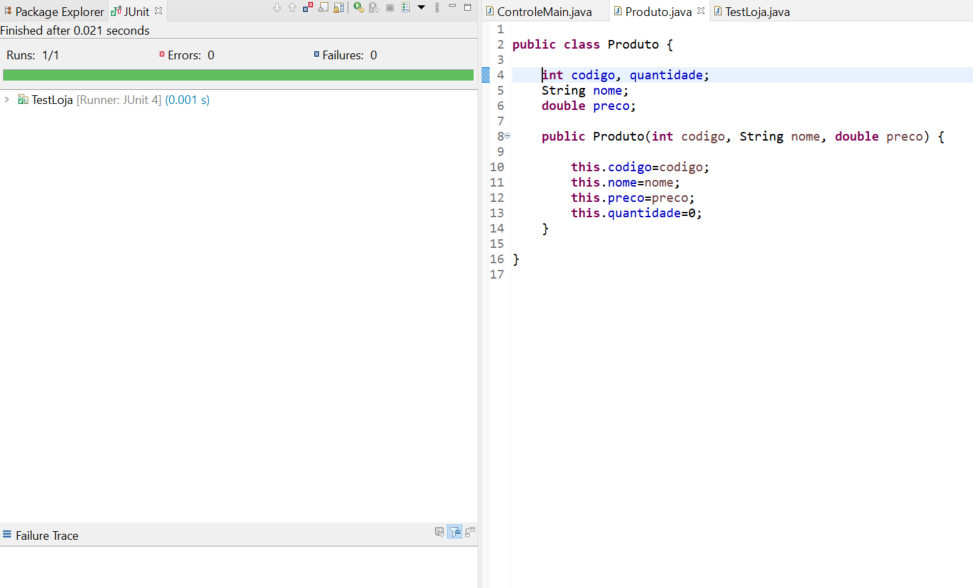 Package Explorer JUnit
Finished after 0.021 seconds
Runs: 1/1 Errors: 0 Failures: 0
TestLoja [Runner: JUnit 4] (0.001 s)
Failure Trace
ControleMain.java Produto.java TestLoja.java
1
2 public class Produto {
3
4 int codigo, quantidade;
5 String nome;
6 double preco;
7
8 public Produto(int codigo, String nome, double preco) {
9
10 this.codigo=codigo;
11 this.nome=nome;
12 this.preco=preco;
13 this.quantidade=0;
14 }
15
16 }
17